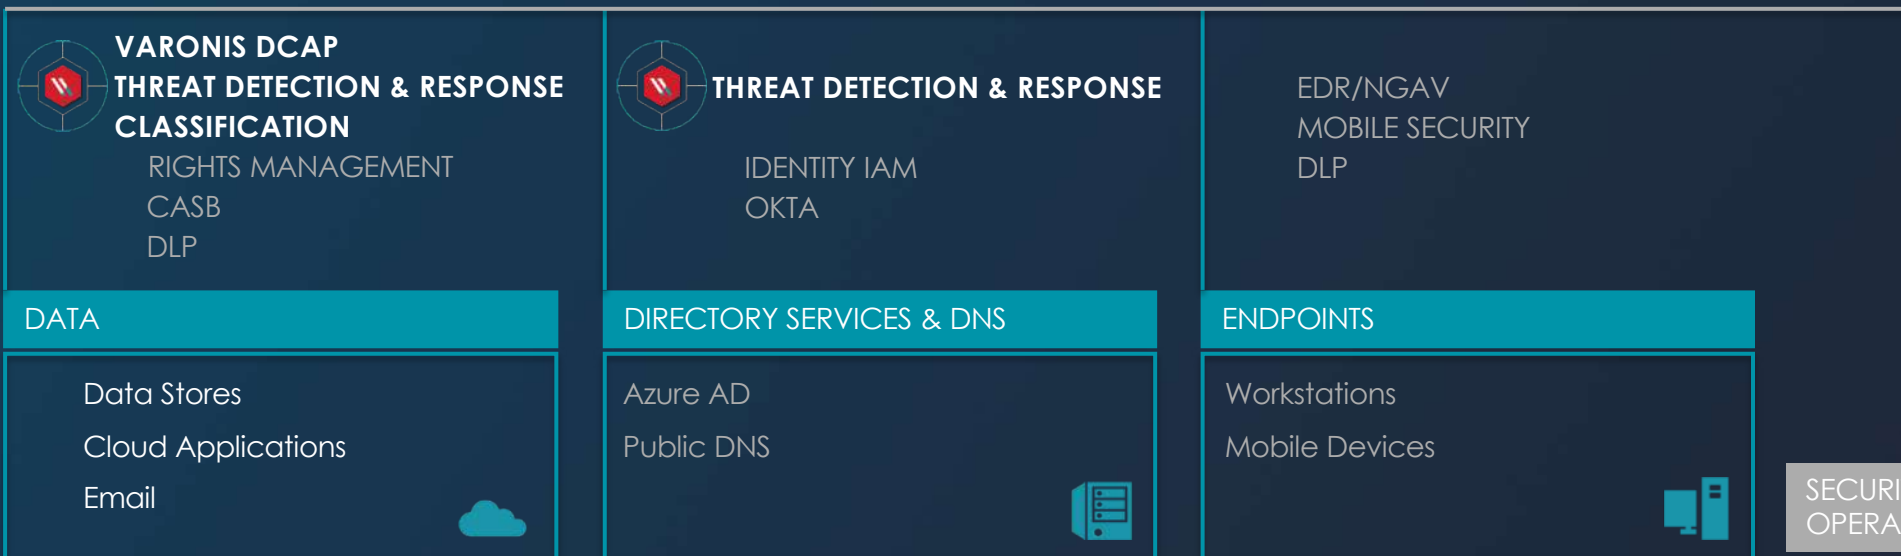 VARONIS DCAP
THREAT DETECTION & RESPONSE
CLASSIFICATION
RIGHTS MANAGEMENT
CASB
DLP
THREAT DETECTION & RESPONSE
IDENTITY IAM
OKTA
EDR/NGAV
MOBILE SECURITY
DLP
DATA
DIRECTORY SERVICES & DNS
ENDPOINTS
Data Stores
Cloud Applications
Email
Azure AD
Public DNS
Workstations
Mobile Devices
SECURI
OPERA